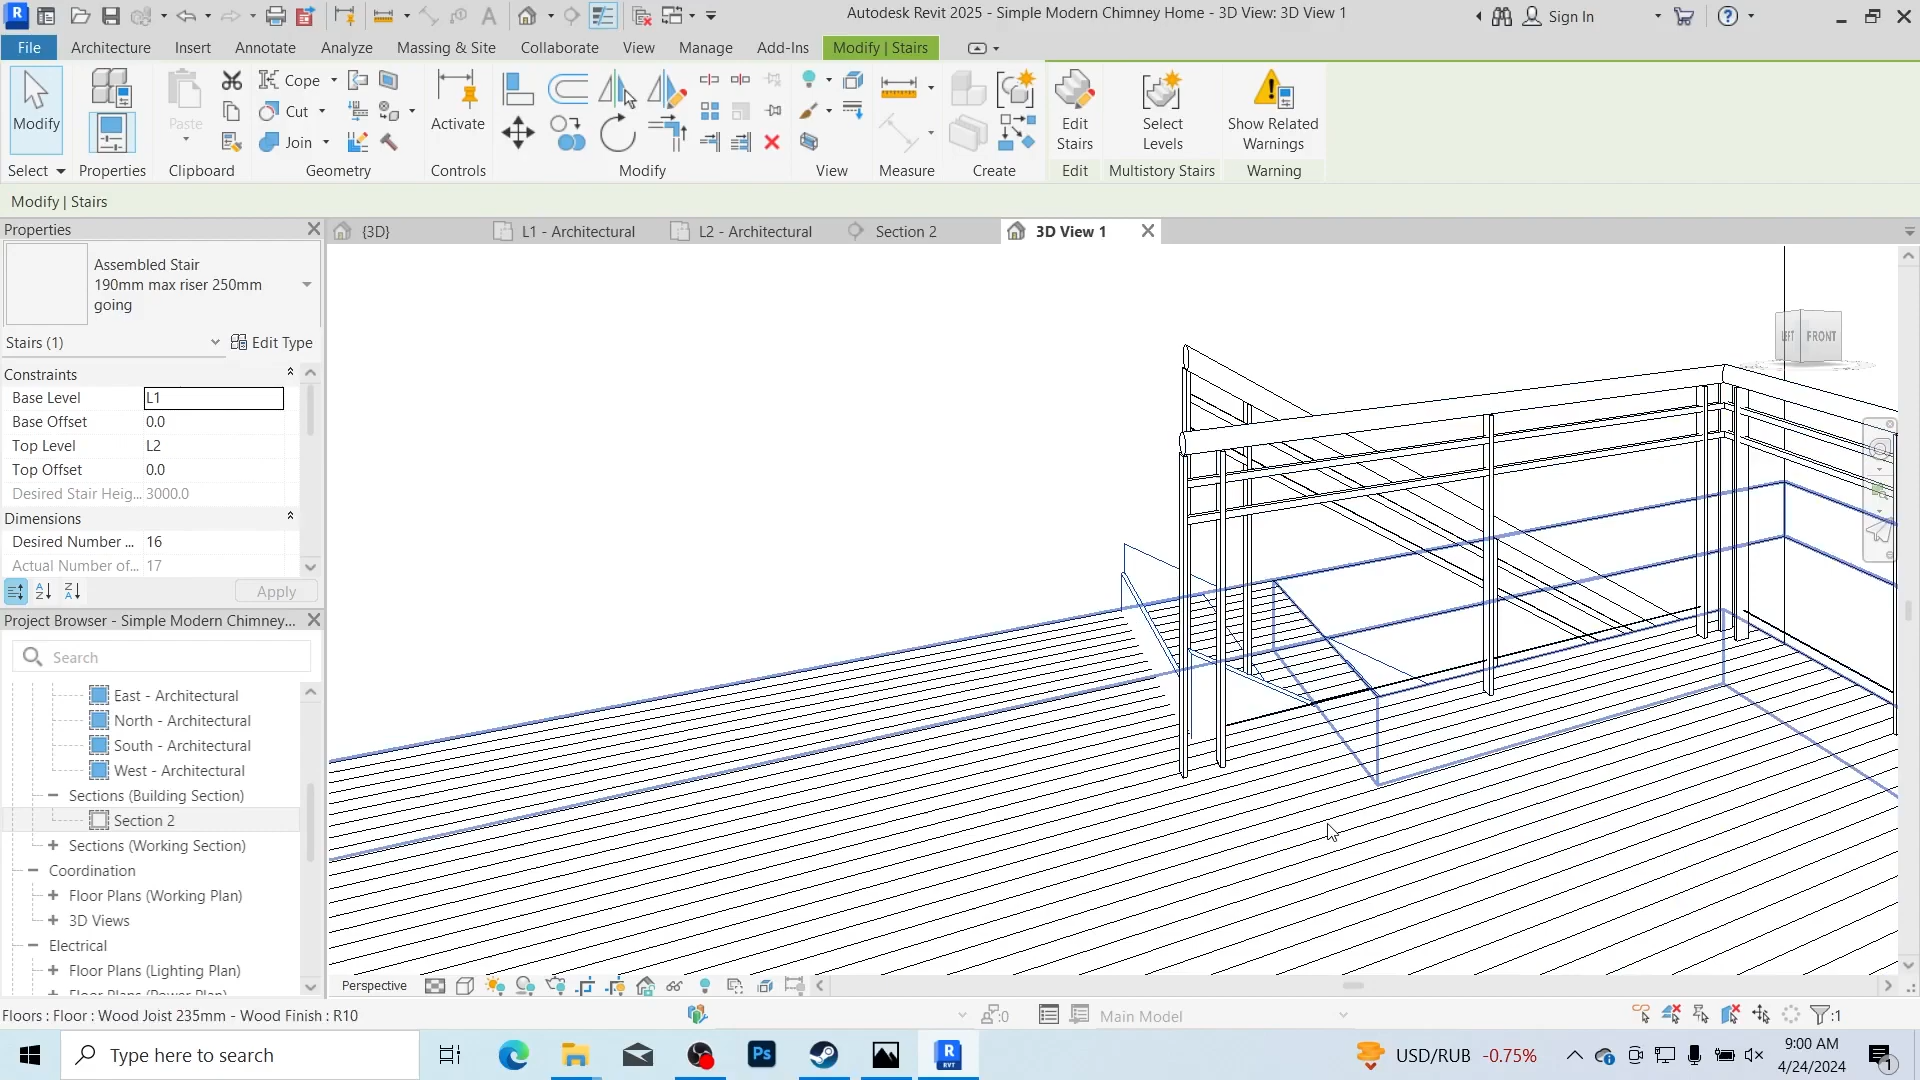 Autodesk Revit 2025 - Simple Modern Chimney Home - 3D View: 3D View 1
Sign In
File
Architecture
Insert
Annotate
Analyze
Massing & Site
Collaborate
View
Manage
Add-Ins
Modify | Stairs
Modify
Paste
Cope
Cut
Join
Activate
Edit
Stairs
Select
Levels
Show Related
Warnings
Select
Properties
Clipboard
Geometry
Controls
Modify
View
Measure
Create
Edit
Multistory Stairs
Warning
Modify | Stairs
Properties
Assembled Stair
190mm max riser 250mm
going
Stairs (1)
Edit Type
Constraints
Base Level L1
Base Offset 0.0
Top Level L2
Top Offset 0.0
Desired Stair Heig... 3000.0
Dimensions
Desired Number ... 16
Actual Number of... 17
Apply
Project Browser - Simple Modern Chimney...
Search
East - Architectural
North - Architectural
South - Architectural
West - Architectural
Sections (Building Section)
Section 2
Sections (Working Section)
Coordination
Floor Plans (Working Plan)
3D Views
Electrical
Floor Plans (Lighting Plan)
Floor Plans (Power Plan)
{3D}
L1 - Architectural
L2 - Architectural
Section 2
3D View 1
LEFT
FRONT
Perspective
Floors : Floor : Wood Joist 235mm - Wood Finish : R10
:0
Main Model
:1
Type here to search
Ps
R
RVT
USD/RUB -0.75%
9:00 AM
4/24/2024
1